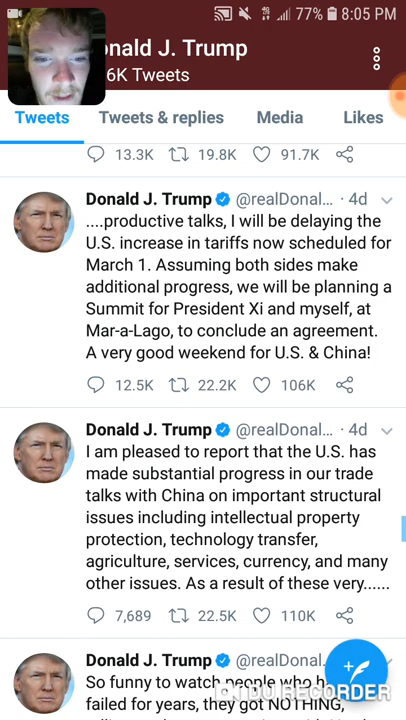 77% 8:05 PM
onald J. Trump
6K Tweets
Tweets Tweets & replies Media Likes
13.3K 19.8K 91.7K
Donald J. Trump @realDonal... · 4d
....productive talks, I will be delaying the
U.S. increase in tariffs now scheduled for
March 1. Assuming both sides make
additional progress, we will be planning a
Summit for President Xi and myself, at
Mar-a-Lago, to conclude an agreement.
A very good weekend for U.S. & China!
12.5K 22.2K 106K
Donald J. Trump @realDonal... · 4d
I am pleased to report that the U.S. has
made substantial progress in our trade
talks with China on important structural
issues including intellectual property
protection, technology transfer,
agriculture, services, currency, and many
other issues. As a result of these very......
7,689 22.5K 110K
Donald J. Trump @realDonal...
So funny to watch people who h
failed for years, they got NOTHING,
DU RECORDER